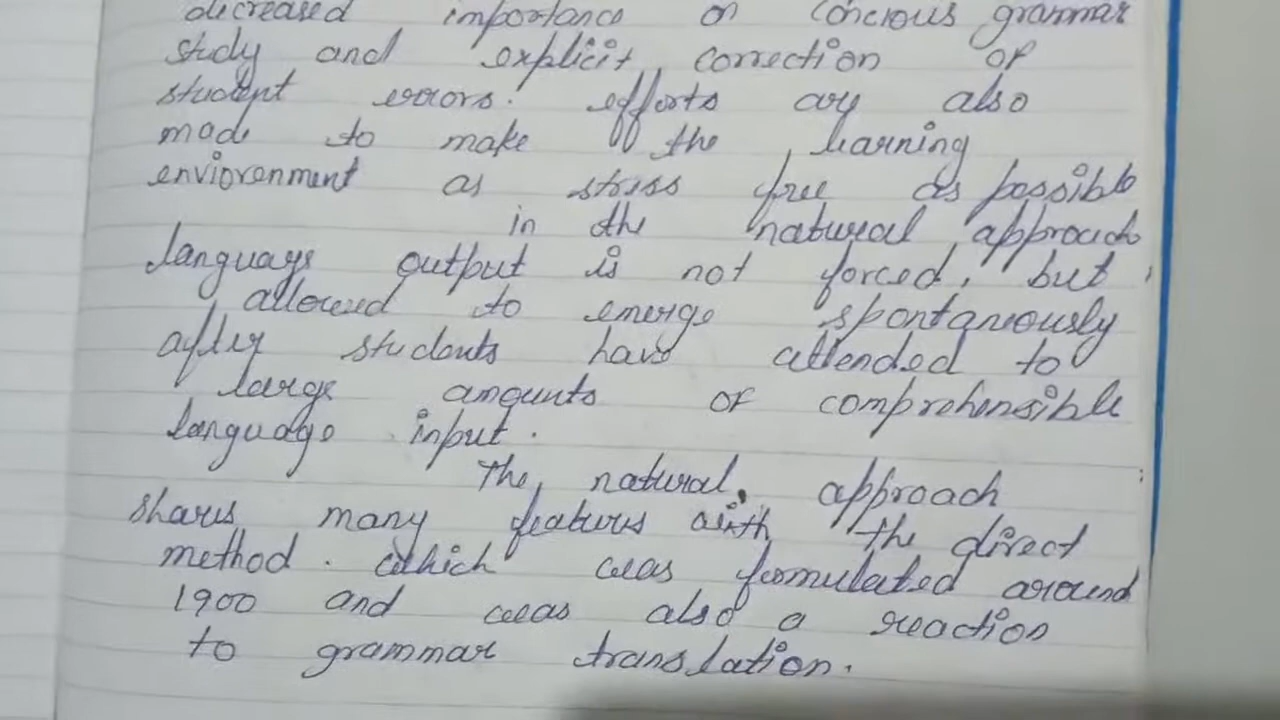 decreased importance on concious grammar
study and explicit correction of
student errors. efforts are also
made to make the learning
enviorenment as stress free as possible
in the natural approach
language output is not forced, but
allowed to emerge spontaneously
after students have attended to
large amounts of comprehensible
language input.
The natural approach
shares many features with the direct
method. which was formulated around
1900 and was also a reaction
to grammar translation.